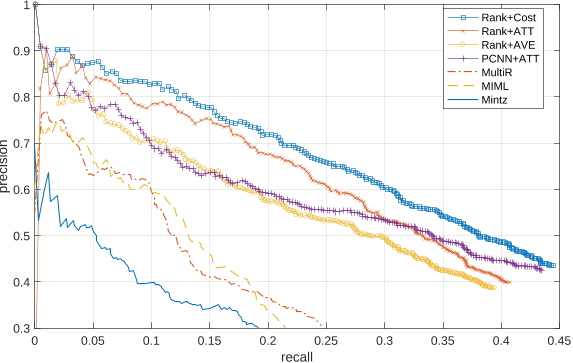 1
0.9
0.8
0.7
0.6
0.5
0.4
0.3
precision
0
0.05
0.1
0.15
0.2
0.25
0.3
0.35
0.4
0.45
recall
Rank+Cost
Rank+ATT
Rank+AVE
PCNN+ATT
MultiR
MIML
Mintz